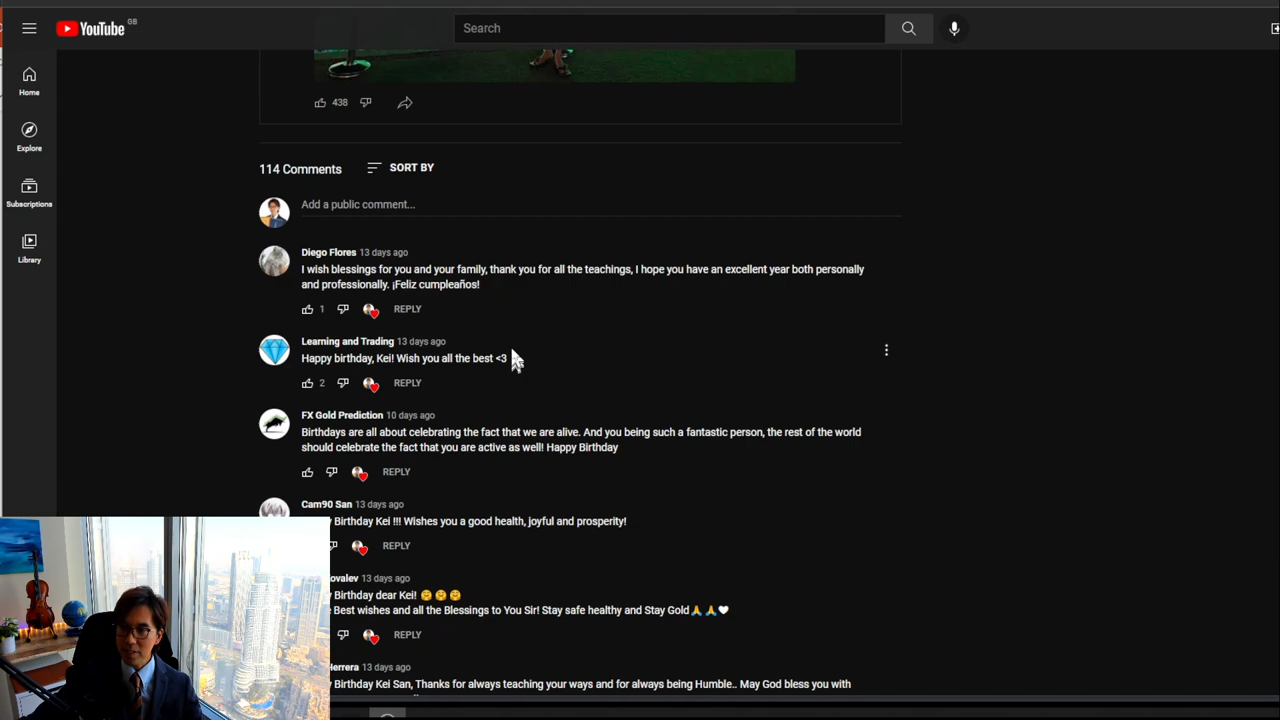 YouTube GB
Search
Home
Explore
Subscriptions
Library
438
114 Comments
SORT BY
Add a public comment...
Diego Flores 13 days ago
I wish blessings for you and your family, thank you for all the teachings, I hope you have an excellent year both personally
and professionally. ¡Feliz cumpleaños!
1 REPLY
Learning and Trading 13 days ago
Happy birthday, Kei! Wish you all the best <3
2 REPLY
FX Gold Prediction 10 days ago
Birthdays are all about celebrating the fact that we are alive. And you being such a fantastic person, the rest of the world
should celebrate the fact that you are active as well! Happy Birthday
REPLY
Cam90 San 13 days ago
Birthday Kei !!! Wishes you a good health, joyful and prosperity!
REPLY
ovalev 13 days ago
Birthday dear Kei! 🤗🤗🤗
Best wishes and all the Blessings to You Sir! Stay safe healthy and Stay Gold🙏🙏🤍
REPLY
Herrera 13 days ago
Birthday Kei San, Thanks for always teaching your ways and for always being Humble.. May God bless you with